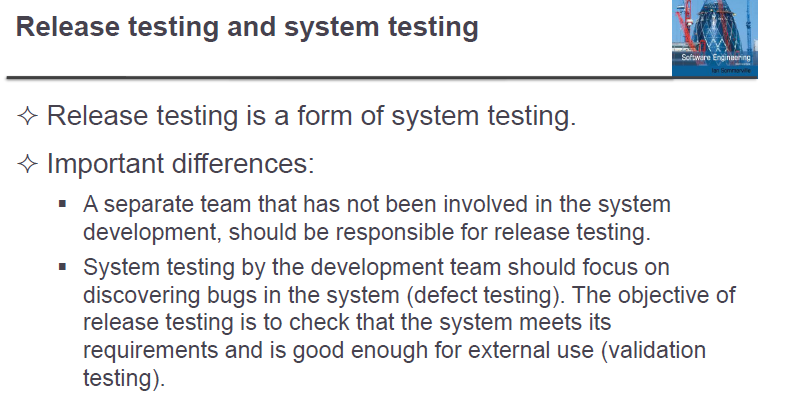 Release testing and system testing
Software Engineering
Ian Sommerville
✧ Release testing is a form of system testing.
✧ Important differences:
▪ A separate team that has not been involved in the system
development, should be responsible for release testing.
▪ System testing by the development team should focus on
discovering bugs in the system (defect testing). The objective of
release testing is to check that the system meets its
requirements and is good enough for external use (validation
testing).